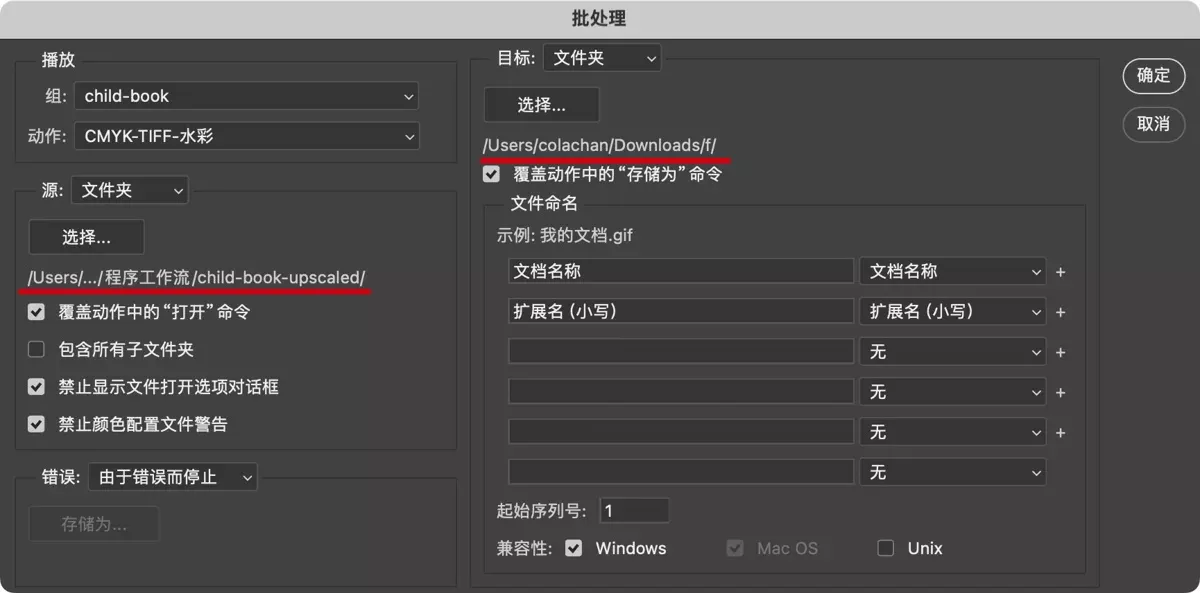 批处理
播放
组: child-book
动作: CMYK-TIFF-水彩
源: 文件夹
选择...
/Users/.../程序工作流/child-book-upscaled/
覆盖动作中的“打开”命令
包含所有子文件夹
禁止显示文件打开选项对话框
禁止颜色配置文件警告
错误: 由于错误而停止
存储为...
目标: 文件夹
选择...
/Users/colachan/Downloads/f/
覆盖动作中的“存储为”命令
文件命名
示例: 我的文档.gif
文档名称 文档名称 +
扩展名 (小写) 扩展名 (小写) +
无 +
无 +
无 +
无
起始序列号: 1
兼容性: Windows Mac OS Unix
确定
取消